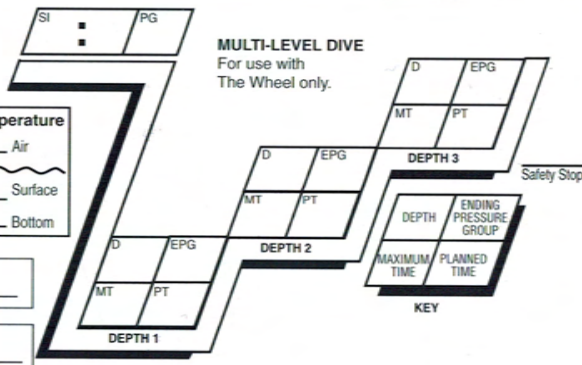 SI : PG
MULTI-LEVEL DIVE
For use with
The Wheel only.
D EPG
MT PT
DEPTH 3
Safety Stop
perature
Air
Surface
Bottom
D EPG
MT PT
DEPTH 2
DEPTH
ENDING
PRESSURE
GROUP
MAXIMUM
TIME
PLANNED
TIME
KEY
D EPG
MT PT
DEPTH 1